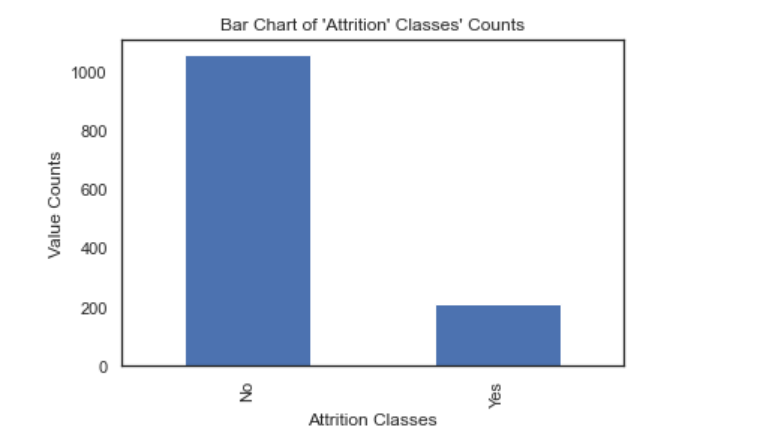 Bar Chart of 'Attrition' Classes' Counts
1000
800
600
400
200
0
Value Counts
No
Yes
Attrition Classes